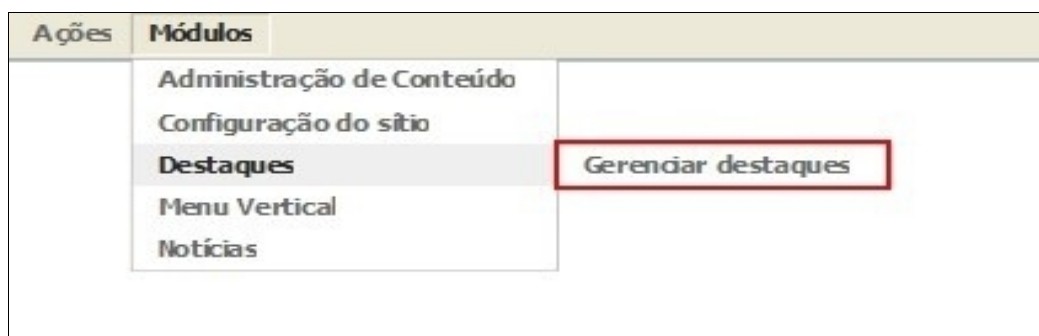 Ações Módulos
Administração de Conteúdo
Configuração do sítio
Destaques Gerenciar destaques
Menu Vertical
Notícias